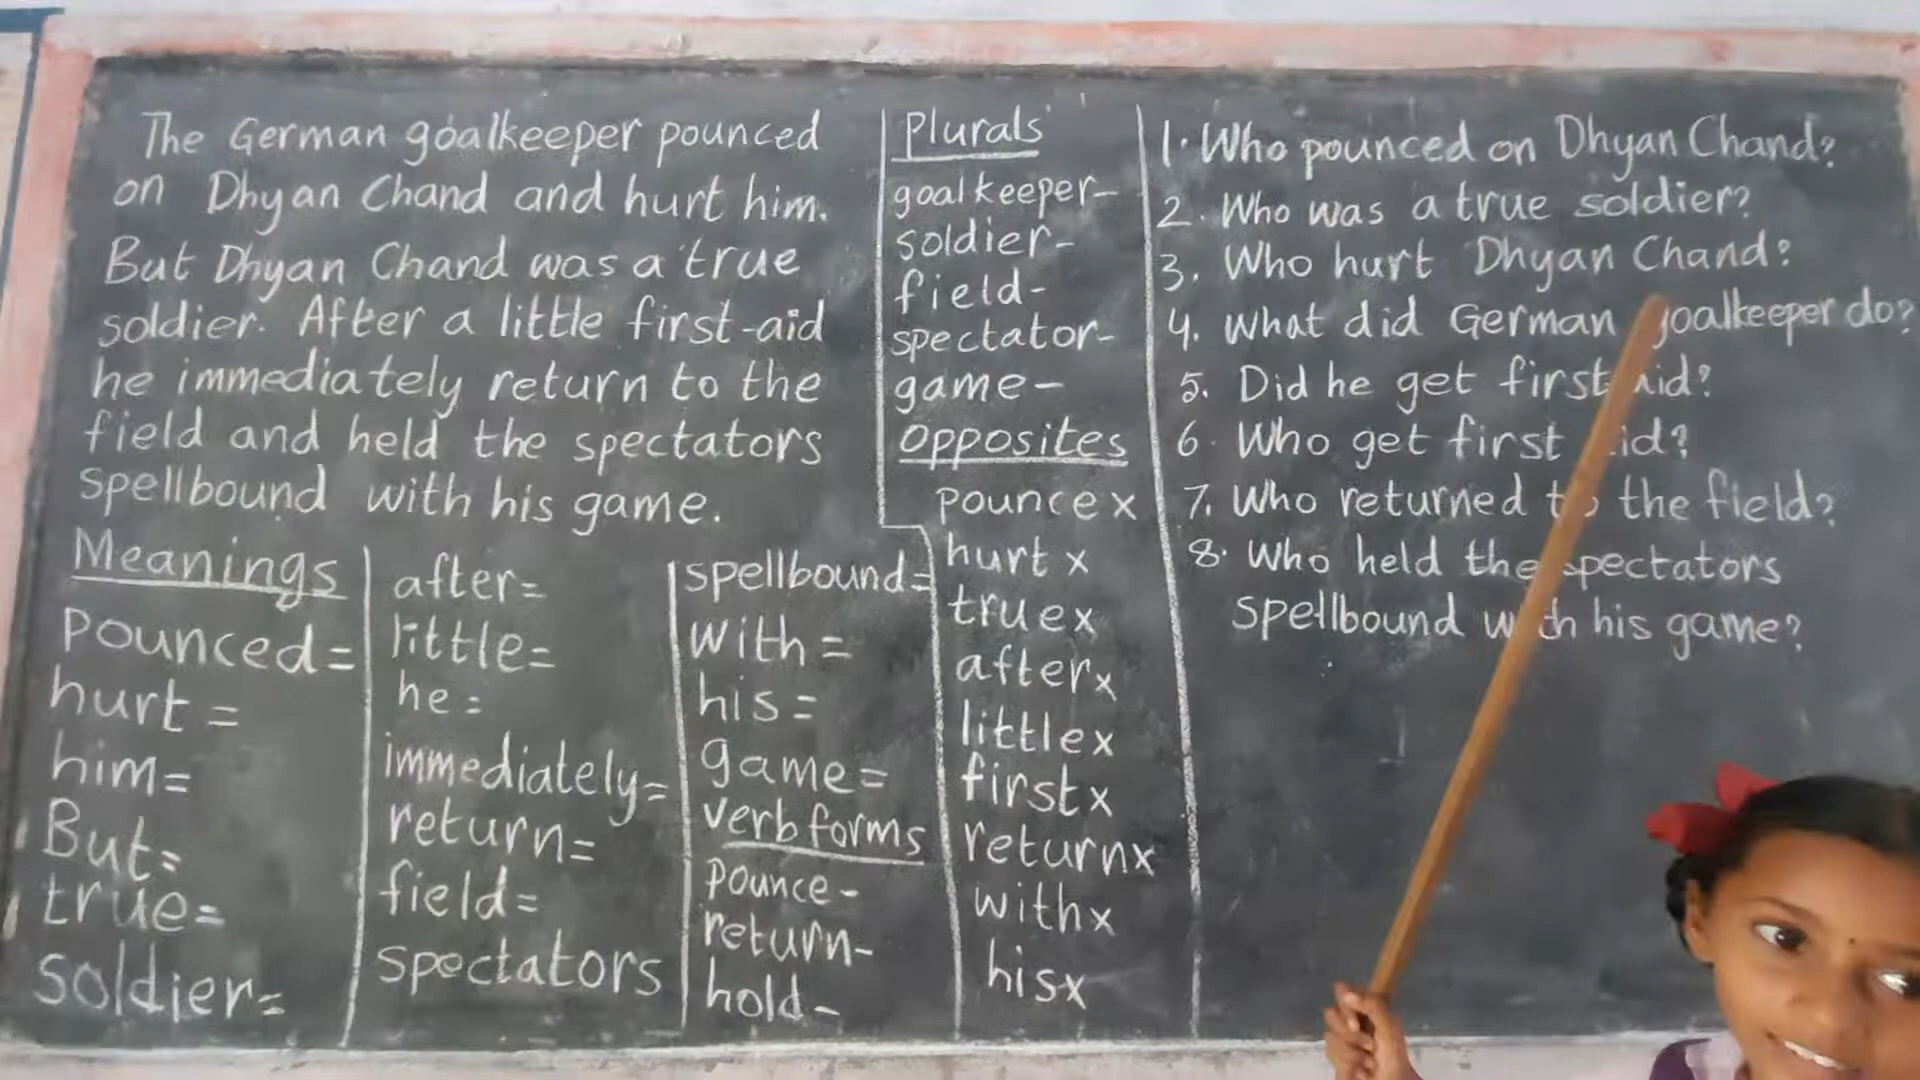 The German goalkeeper pounced
on Dhyan Chand and hurt him.
But Dhyan Chand was a true
soldier. After a little first-aid
he immediately return to the
field and held the spectators
spellbound with his game.
Meanings
pounced=
hurt=
him=
But=
true=
soldier=
after=
little=
he=
immediately=
return=
field=
spectators
spellbound=
with=
his=
game=
verb forms
pounce-
return-
hold-
Plurals
goalkeeper-
soldier-
field-
spectator-
game-
opposites
pounce x
hurt x
true x
after x
little x
first x
return x
with x
his x
1. Who pounced on Dhyan Chand?
2. Who was a true soldier?
3. Who hurt Dhyan Chand?
4. What did German goalkeeper do?
5. Did he get first aid?
6. Who get first aid?
7. Who returned to the field?
8. Who held the spectators
spellbound with his game?